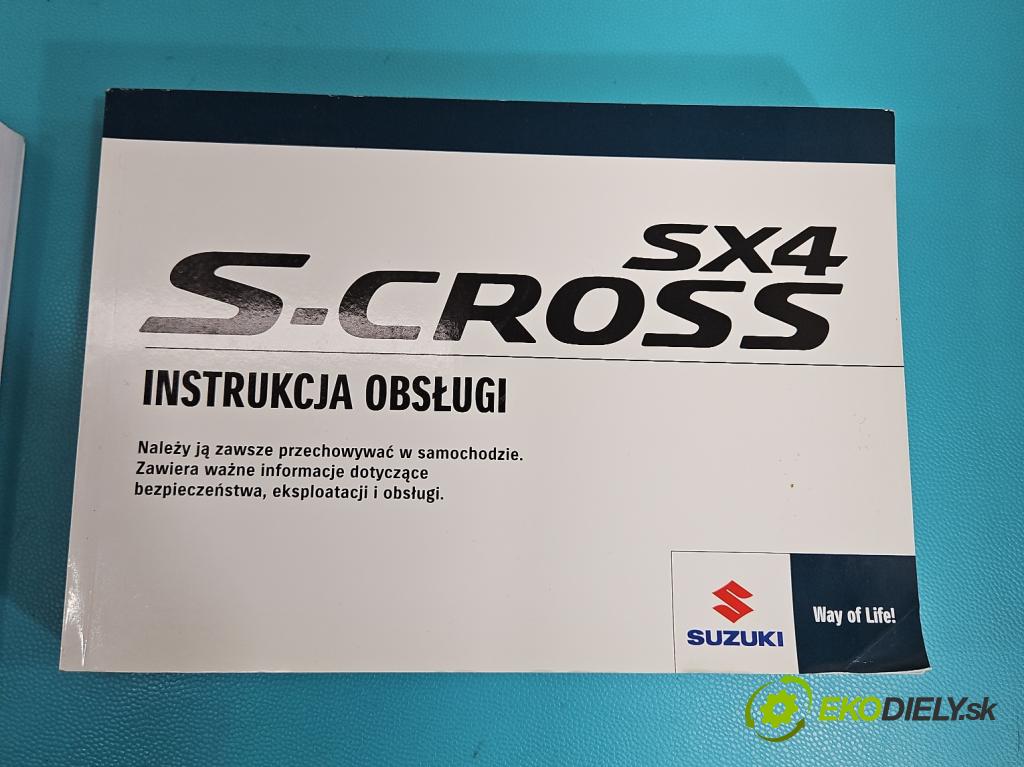 SX4
S-CROSS
INSTRUKCJA OBSŁUGI
Należy ją zawsze przechowywać w samochodzie.
Zawiera ważne informacje dotyczące
bezpieczeństwa, eksploatacji i obsługi.
SUZUKI
Way of Life!
EKODIELY.sk